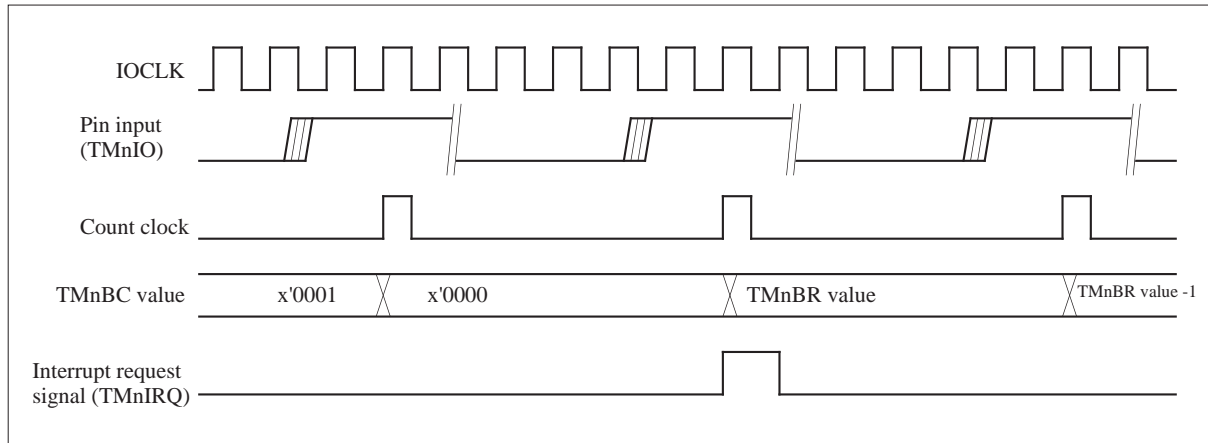 IOCLK
Pin input
(TMnIO)
Count clock
TMnBC value
x'0001
x'0000
TMnBR value
TMnBR value -1
Interrupt request
signal (TMnIRQ)